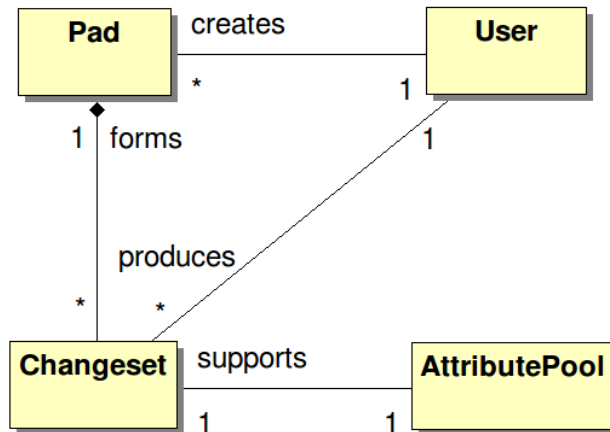 Pad
creates
User
*
1
1
forms
1
produces
*
*
Changeset
supports
AttributePool
1
1